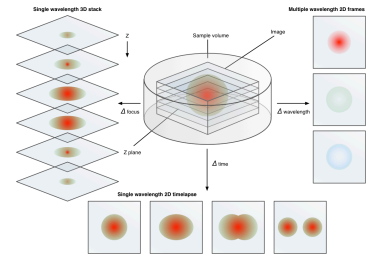 Single wavelength 3D stack
Multiple wavelength 2D frames
Z
Sample volume
Image
Δ focus
Δ wavelength
Z plane
Δ time
Single wavelength 2D timelapse